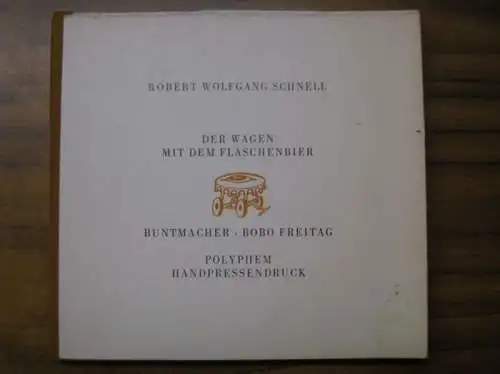 ROBERT WOLFGANG SCHNELL
DER WAGEN
MIT DEM FLASCHENBIER
BUNTMACHER · BOBO FREITAG
POLYPHEM
HANDPRESSENDRUCK